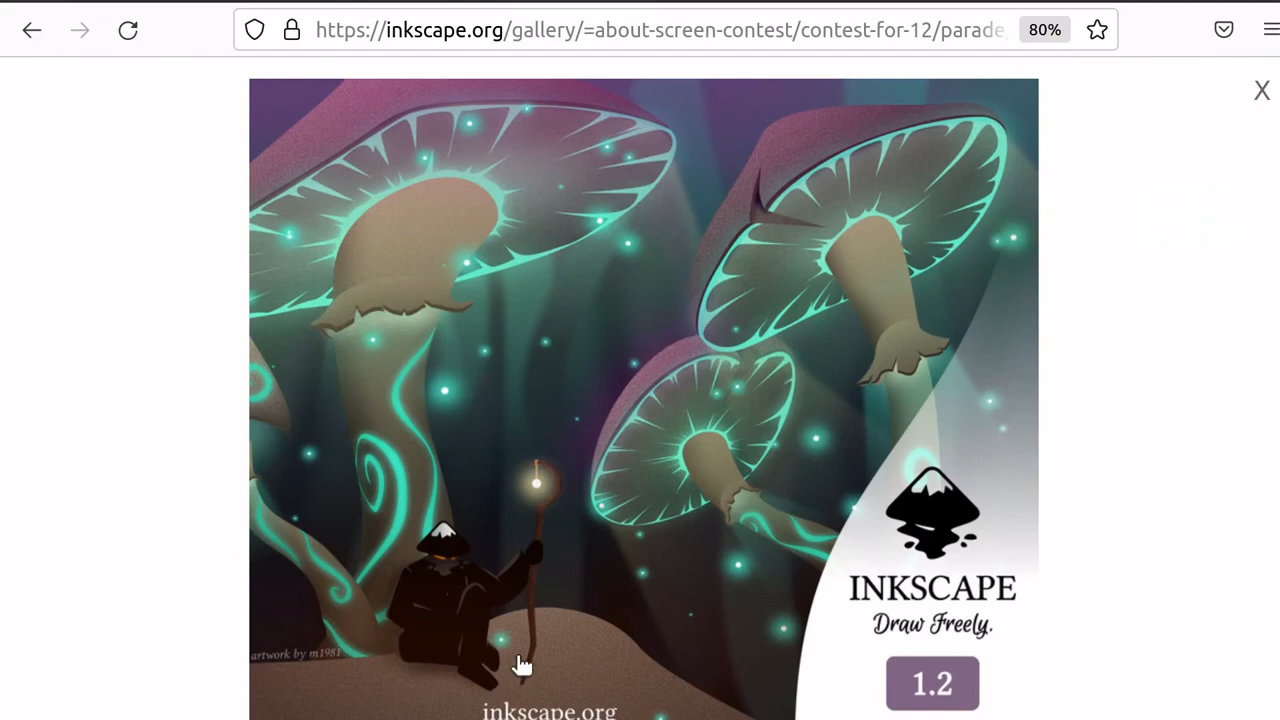 https://inkscape.org/gallery/=about-screen-contest/contest-for-12/parade
80%
X
INKSCAPE
Draw Freely.
1.2
artwork by m1981
inkscape.org